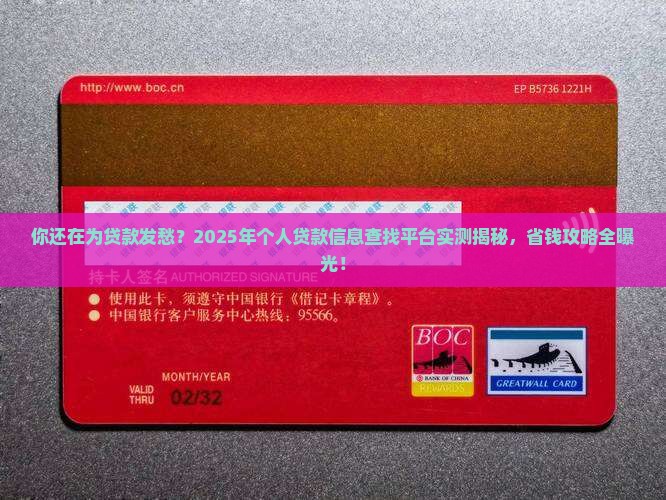 http://www.boc.cn
EP B5736 1221H
你还在为贷款发愁？2025年个人贷款信息查找平台实测揭秘，省钱攻略全曝
光！
持卡人签名 AUTHORIZED SIGNATURE
● 使用此卡，须遵守中国银行《借记卡章程》。
● 中国银行客户服务中心热线：95566。
BOC
BANK OF CHINA
REWARDS
GREATWALL CARD
MONTH/YEAR
VALID
THRU
02/32